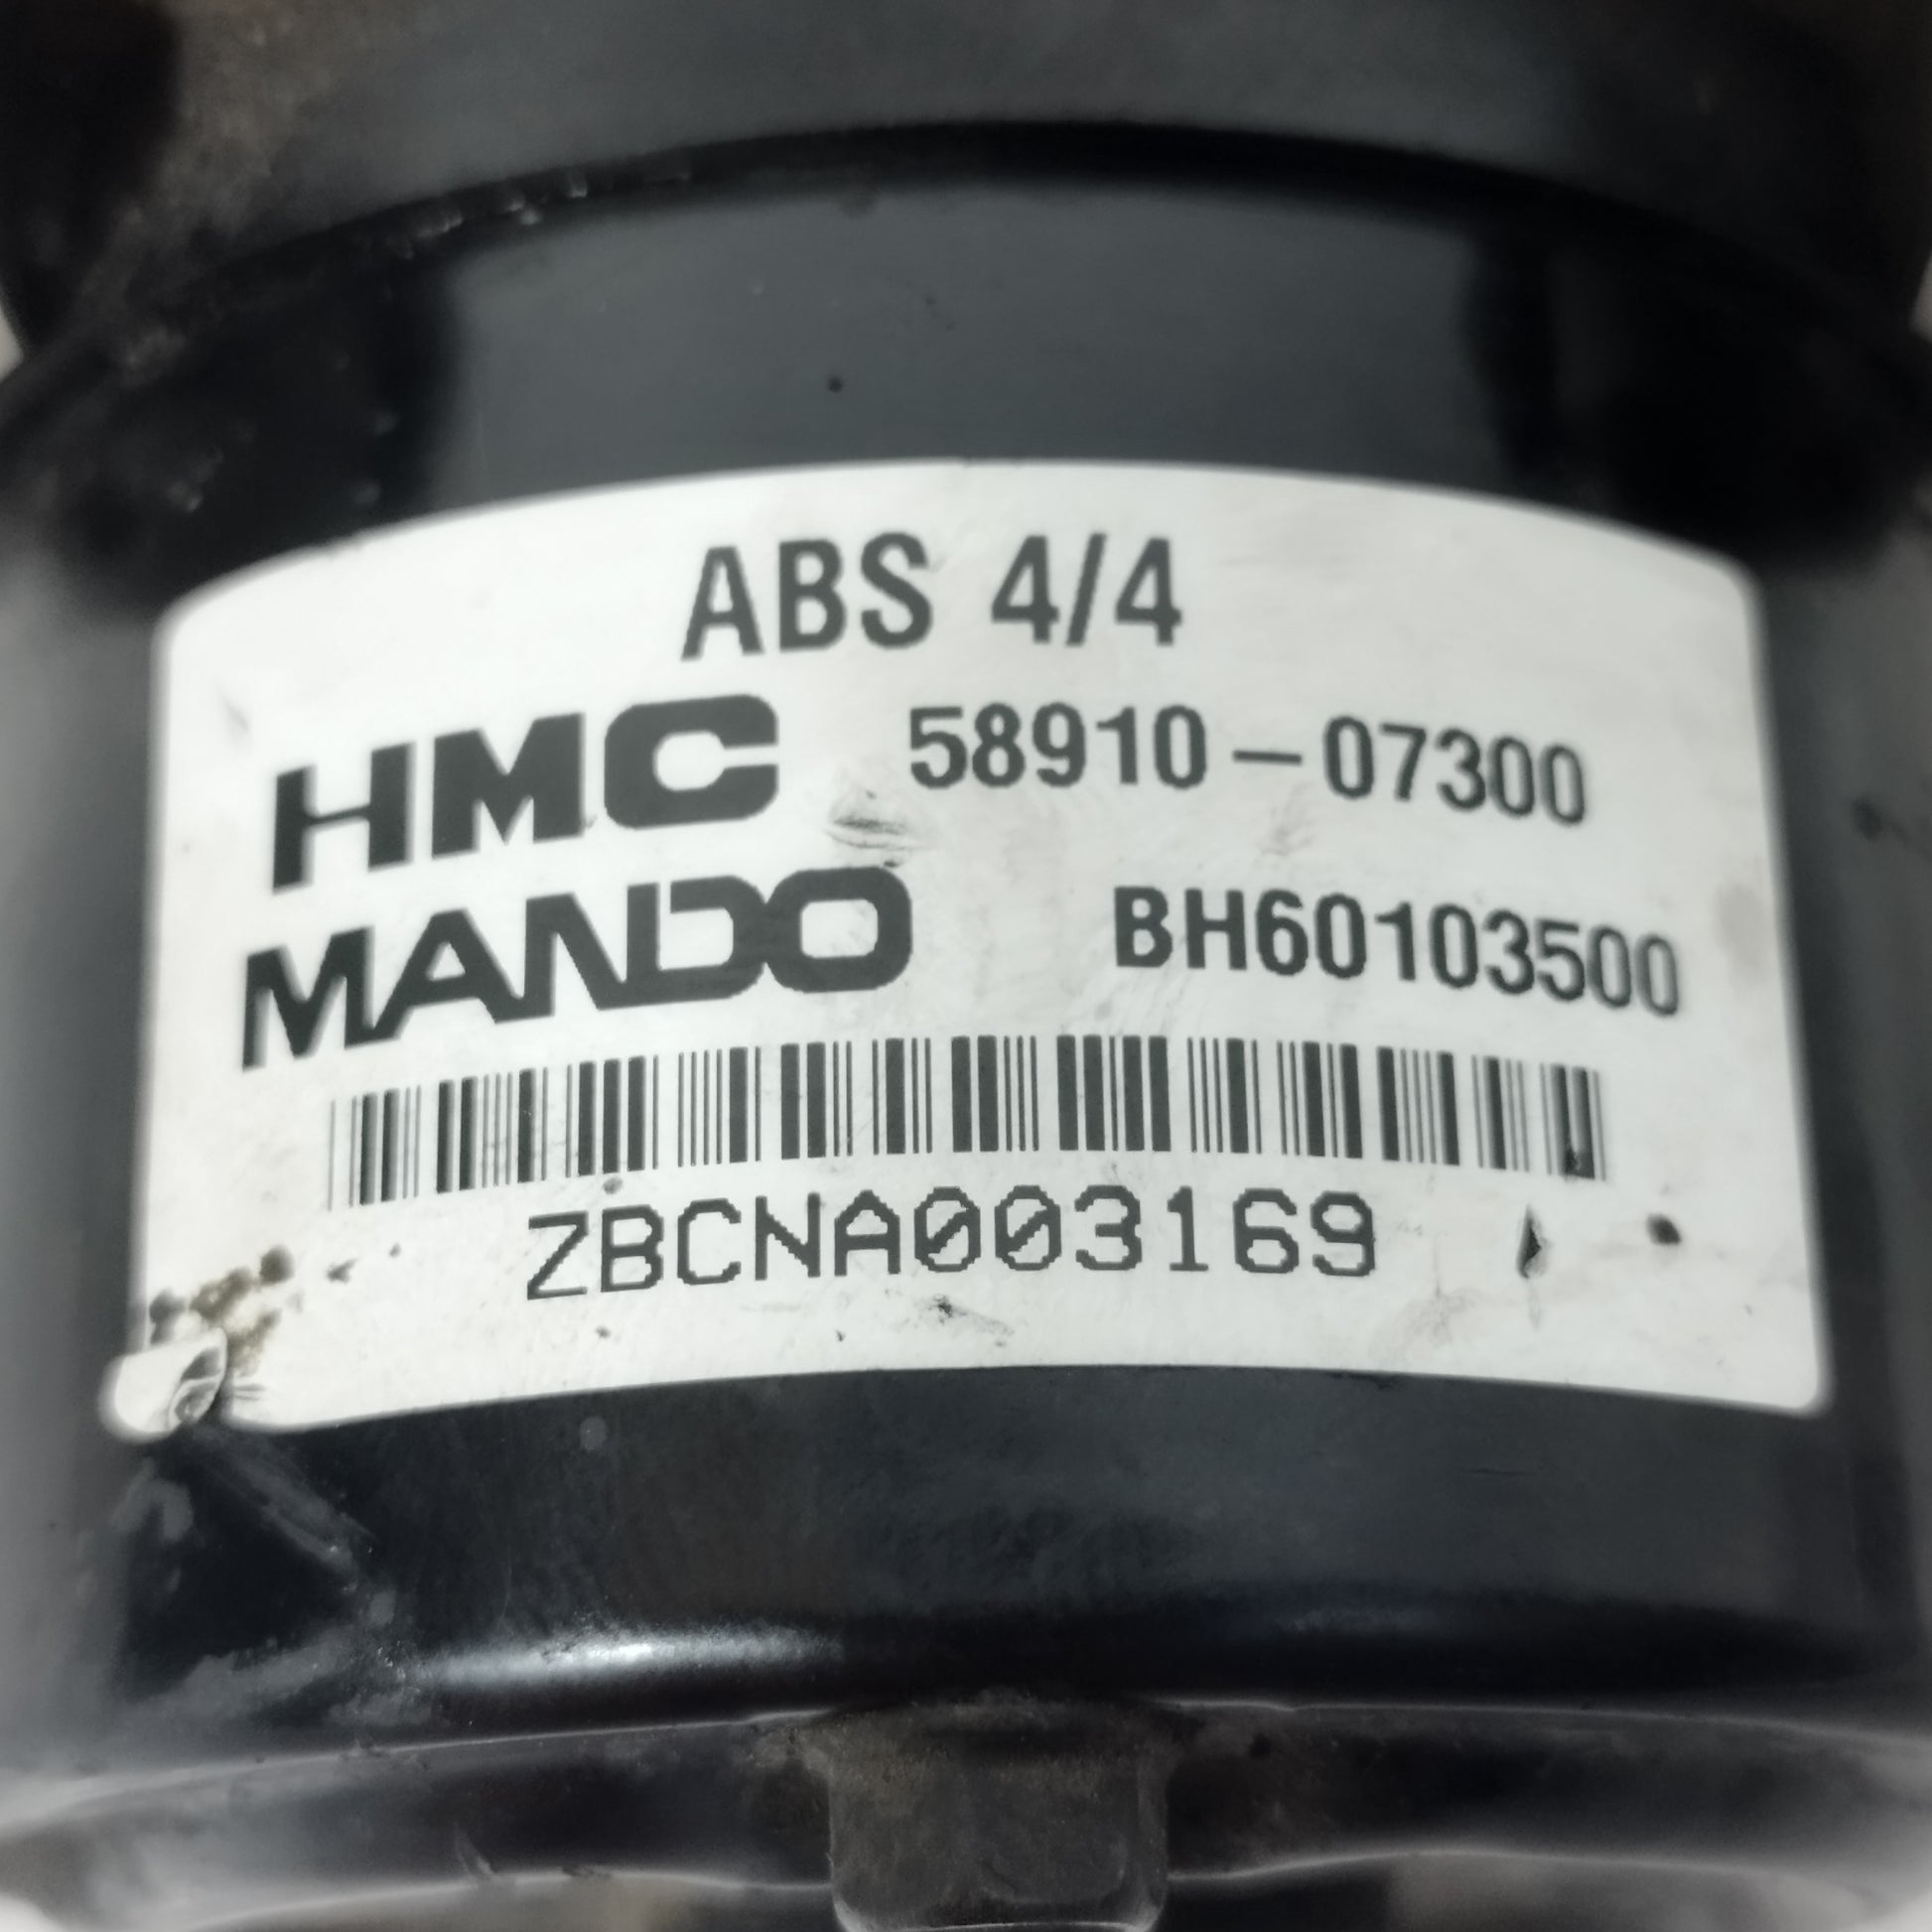 ABS 4/4
HMC 58910-07300
MANDO BH60103500
ZBCNA003169